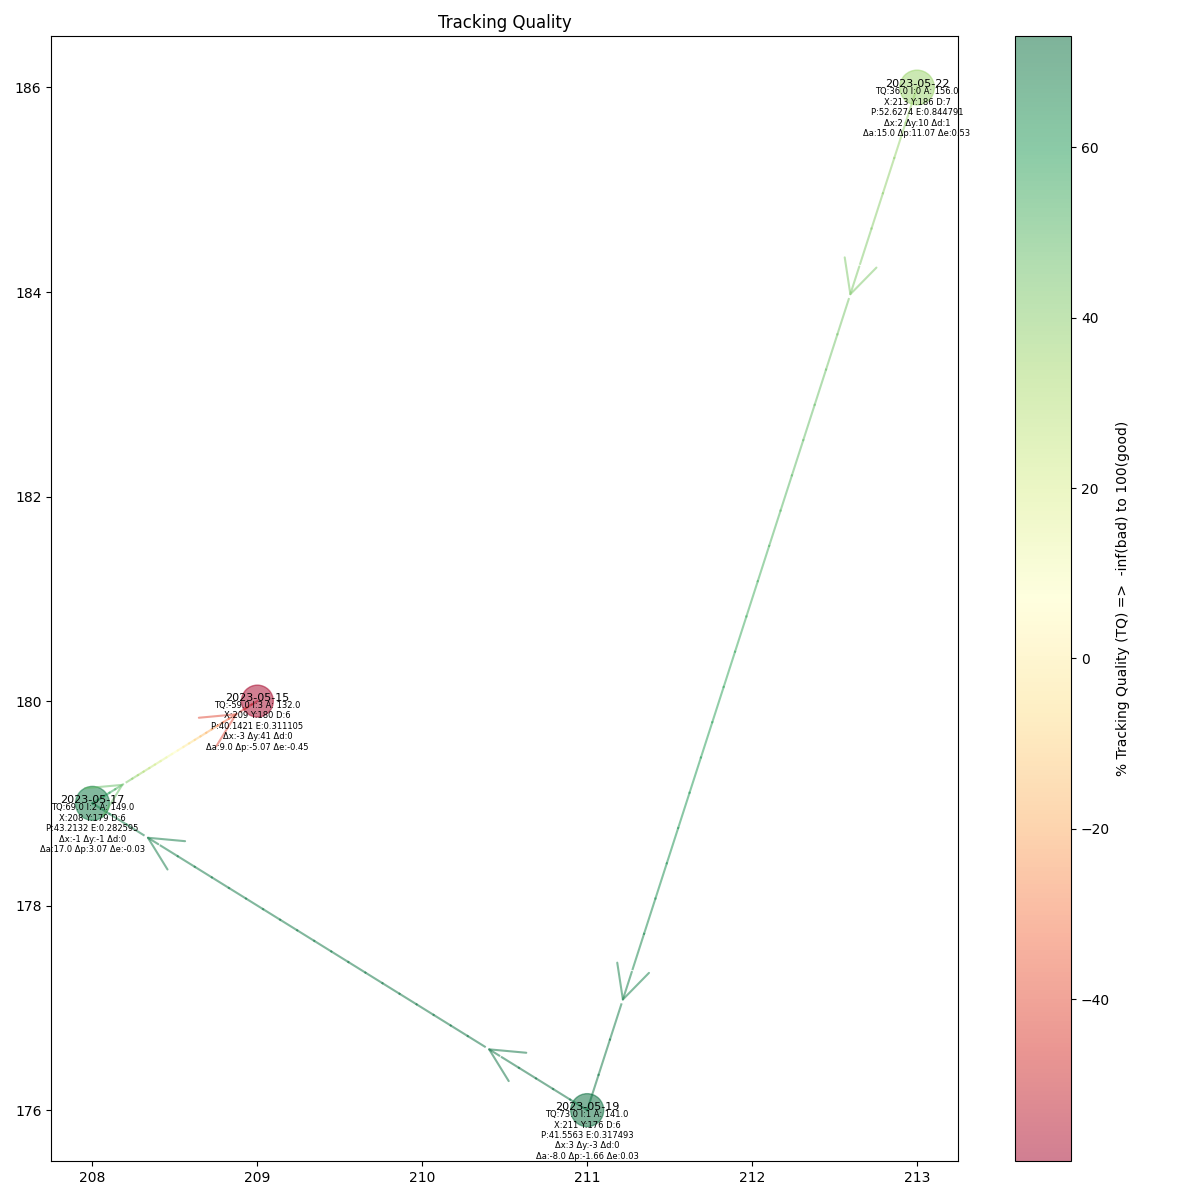 Tracking Quality
186
184
182
180
178
176
208
209
210
211
212
213
2023-05-22
TQ:36.0 I:0 A: 156.0
X:213 Y:186 D:7
P:52.6274 E:0.844791
Δx:2 Δy:10 Δd:1
Δa:15.0 Δp:11.07 Δe:0.53
2023-05-15
TQ:-59.0 I:3 A: 132.0
X:209 Y:180 D:6
P:40.1421 E:0.311105
Δx:-3 Δy:41 Δd:0
Δa:9.0 Δp:-5.07 Δe:-0.45
2023-05-17
TQ:69.0 I:2 A: 149.0
X:208 Y:179 D:6
P:43.2132 E:0.282595
Δx:-1 Δy:-1 Δd:0
Δa:17.0 Δp:3.07 Δe:-0.03
2023-05-19
TQ:73.0 I:1 A: 141.0
X:211 Y:176 D:6
P:41.5563 E:0.317493
Δx:3 Δy:-3 Δd:0
Δa:-8.0 Δp:-1.66 Δe:0.03
60
40
20
0
−20
−40
% Tracking Quality (TQ) => -inf(bad) to 100(good)